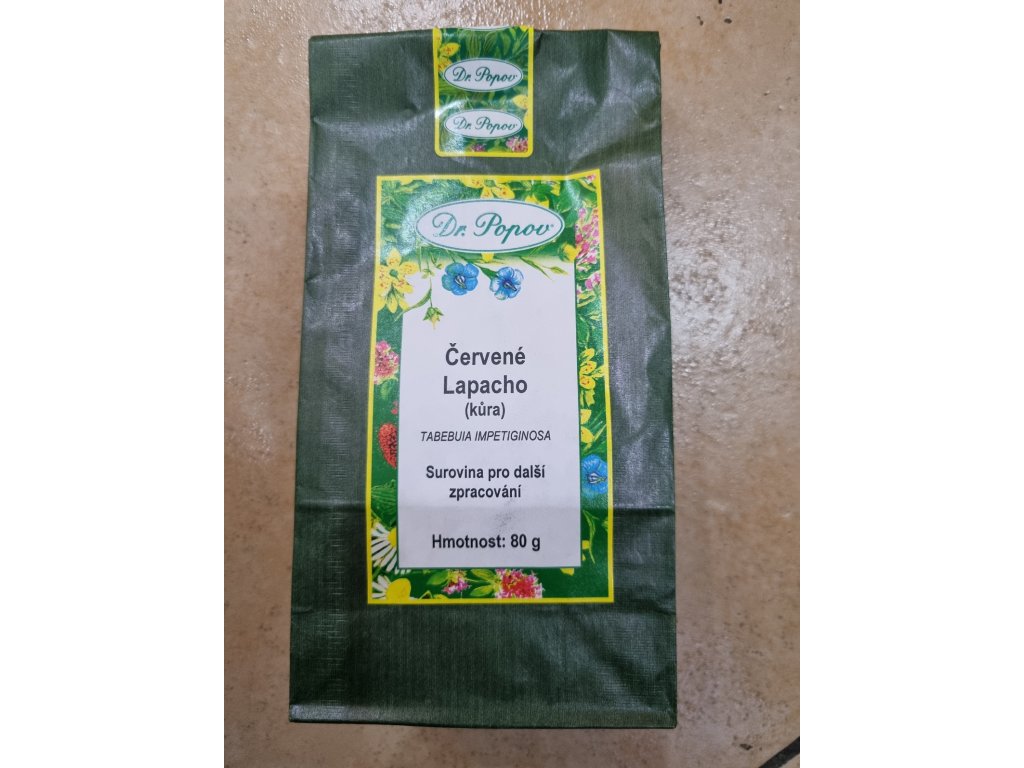 Dr. Popov
Dr. Popov
Dr. Popov
Červené
Lapacho
(kůra)
TABEBUIA IMPETIGINOSA
Surovina pro další
zpracování
Hmotnost: 80 g